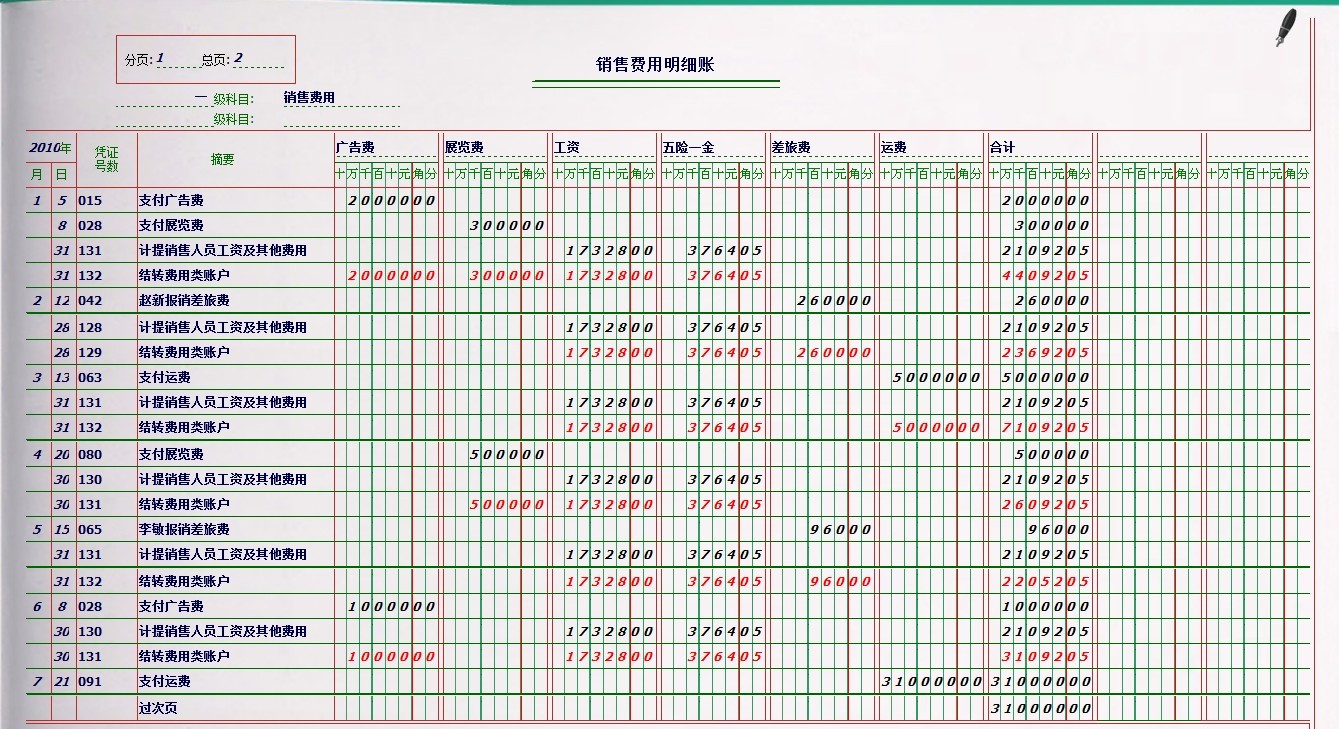 分页: 1 总页: 2
销售费用明细账
一 级科目: 销售费用
级科目:
2010年 凭证号数 摘要 广告费 展览费 工资 五险一金 差旅费 运费 合计
月 日 十万千百十元角分 十万千百十元角分 十万千百十元角分 十万千百十元角分 十万千百十元角分 十万千百十元角分 十万千百十元角分 十万千百十元角分 十万千百十元角分
1 5 015 支付广告费 2000000 2000000
8 028 支付展览费 300000 300000
31 131 计提销售人员工资及其他费用 1732800 376405 2109205
31 132 结转费用类账户 2000000 300000 1732800 376405 4409205
2 12 042 赵新报销差旅费 260000 260000
28 128 计提销售人员工资及其他费用 1732800 376405 2109205
28 129 结转费用类账户 1732800 376405 260000 2369205
3 13 063 支付运费 5000000 5000000
31 131 计提销售人员工资及其他费用 1732800 376405 2109205
31 132 结转费用类账户 1732800 376405 5000000 7109205
4 20 080 支付展览费 500000 500000
30 130 计提销售人员工资及其他费用 1732800 376405 2109205
30 131 结转费用类账户 500000 1732800 376405 2609205
5 15 065 李敏报销差旅费 96000 96000
31 131 计提销售人员工资及其他费用 1732800 376405 2109205
31 132 结转费用类账户 1732800 376405 96000 2205205
6 8 028 支付广告费 1000000 1000000
30 130 计提销售人员工资及其他费用 1732800 376405 2109205
30 131 结转费用类账户 1000000 1732800 376405 3109205
7 21 091 支付运费 31000000 31000000
过次页 31000000